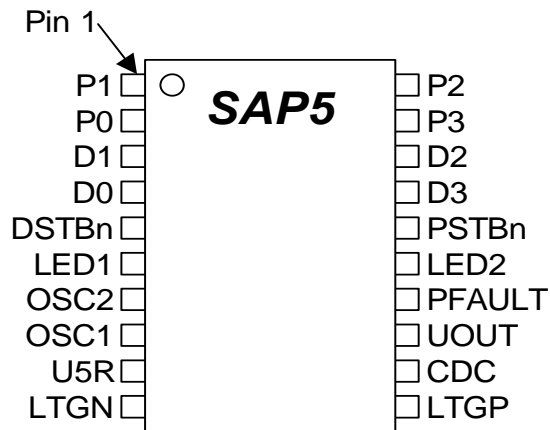 Pin 1
P1 SAP5 P2
P0 P3
D1 D2
D0 D3
DSTBn PSTBn
LED1 LED2
OSC2 PFAULT
OSC1 UOUT
U5R CDC
LTGN LTGP